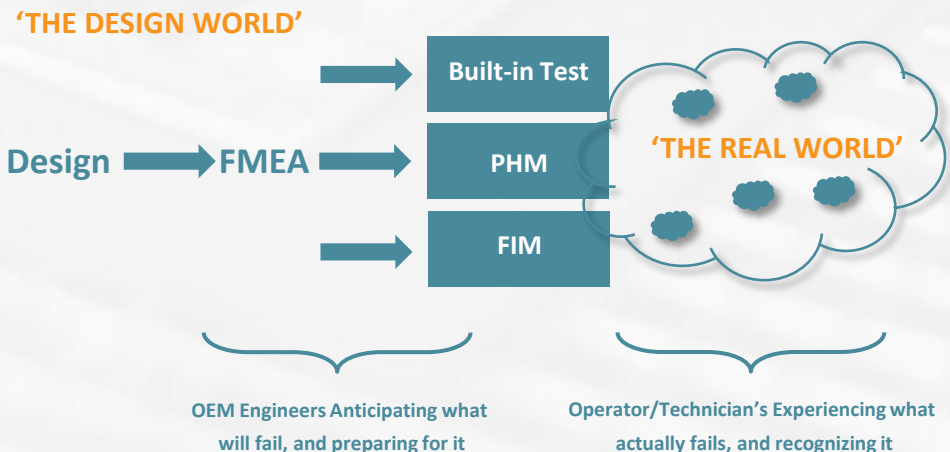 ‘THE DESIGN WORLD’
Built-in Test
Design
FMEA
PHM
‘THE REAL WORLD’
FIM
OEM Engineers Anticipating what
will fail, and preparing for it
Operator/Technician’s Experiencing what
actually fails, and recognizing it